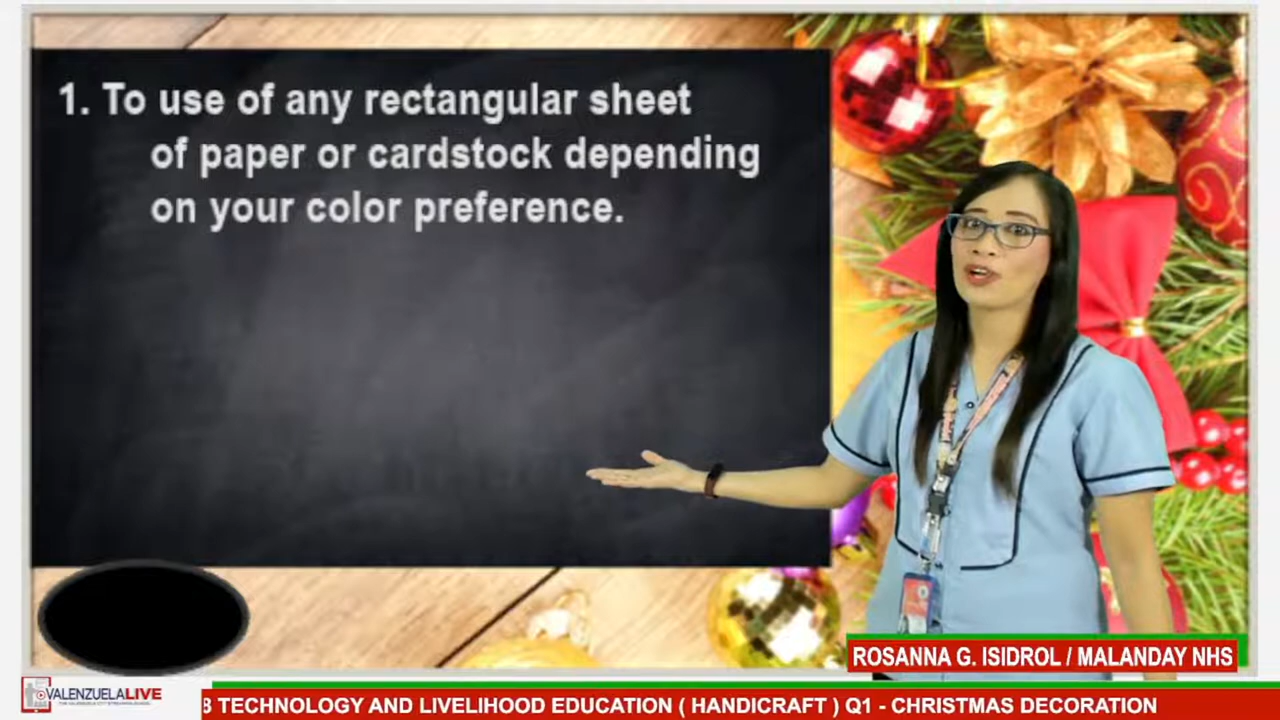 1. To use of any rectangular sheet
of paper or cardstock depending
on your color preference.
ROSANNA G. ISIDROL / MALANDAY NHS
VALENZUELALIVE
8 TECHNOLOGY AND LIVELIHOOD EDUCATION ( HANDICRAFT ) Q1 - CHRISTMAS DECORATION